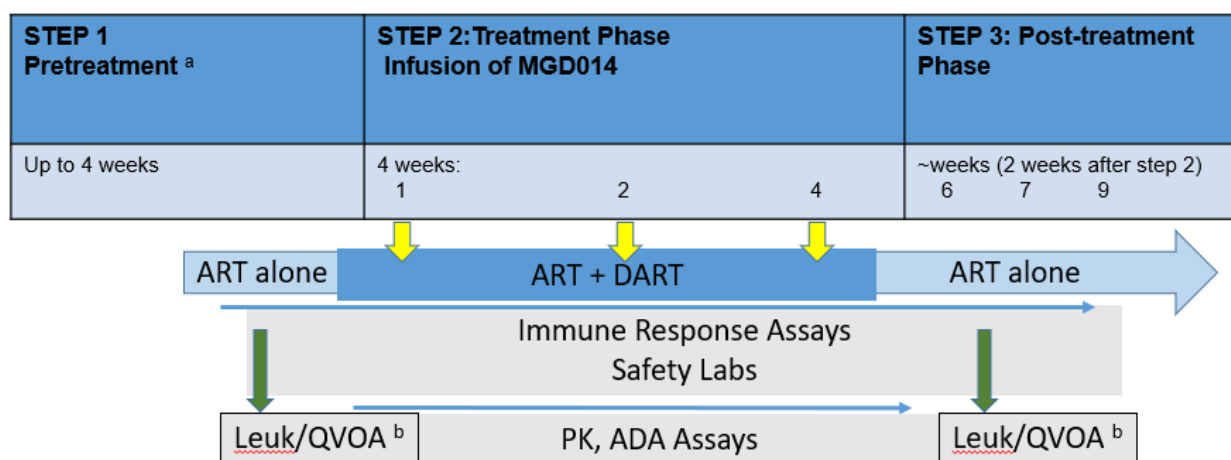 STEP 1
Pretreatment ᵃ
STEP 2:Treatment Phase
Infusion of MGD014
STEP 3: Post-treatment
Phase
Up to 4 weeks
4 weeks:
1 2 4
~weeks (2 weeks after step 2)
6 7 9
ART alone
ART + DART
ART alone
Immune Response Assays
Safety Labs
Leuk/QVOA ᵇ
PK, ADA Assays
Leuk/QVOA ᵇ